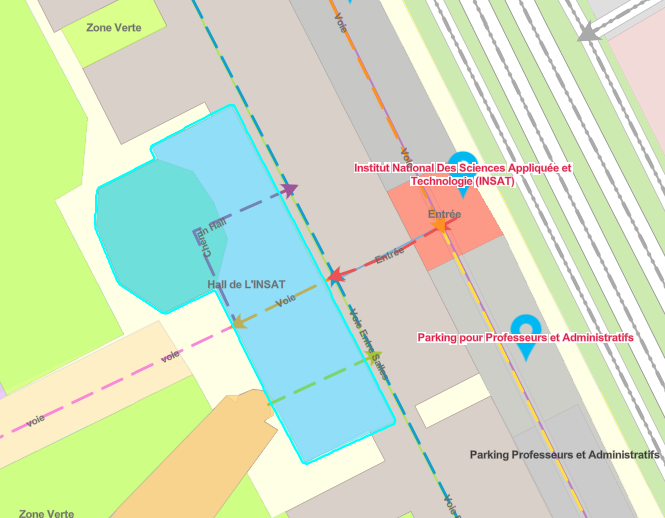 Zone Verte
Voie
Voie
Institut National Des Sciences Appliquée et
Technologie (INSAT)
Entrée
Chemin Hall
Entrée
Hall de L'INSAT
Voie
Voie Entre Salles
Parking pour Professeurs et Administratifs
voie
voie
Parking Professeurs et Administratifs
Voie
Zone Verte